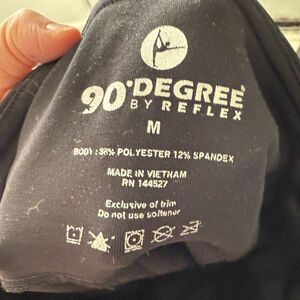 90°DEGREE
BY REFLEX
M
BODY : 88% POLYESTER 12% SPANDEX
MADE IN VIETNAM
RN 144527
Exclusive of trim
Do not use softener